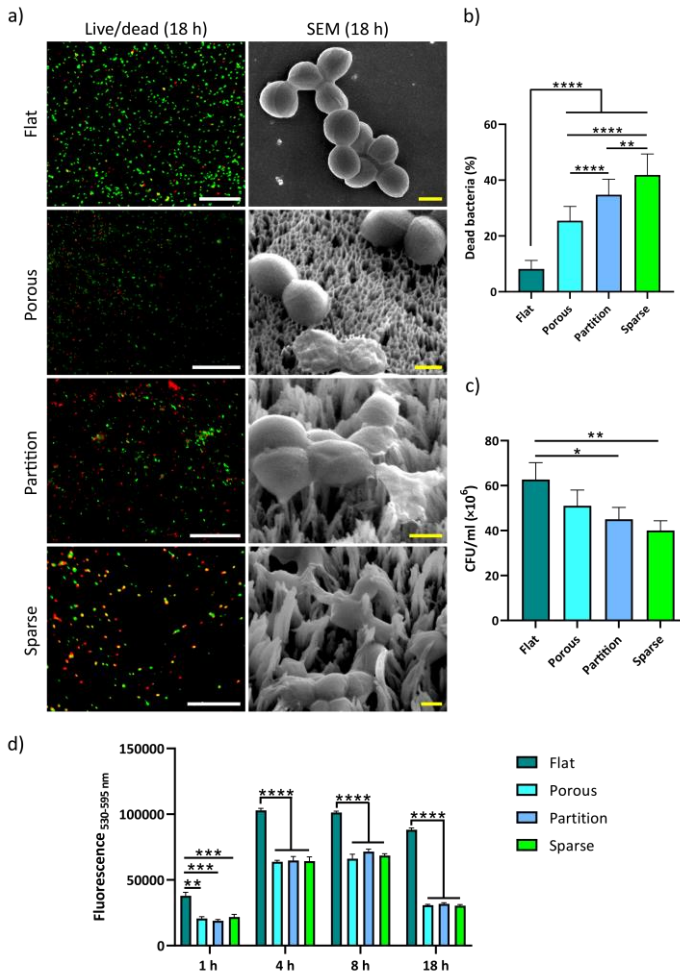 a)
Live/dead (18 h)
SEM (18 h)
Flat
Porous
Partition
Sparse
b)
****
****
**
****
Dead bacteria (%)
60
40
20
0
Flat
Porous
Partition
Sparse
c)
**
*
CFU/ml (×10⁶)
80
60
40
20
0
Flat
Porous
Partition
Sparse
d)
Fluorescence 530-595 nm
150000
100000
50000
0
***
***
**
****
****
****
1 h
4 h
8 h
18 h
Flat
Porous
Partition
Sparse